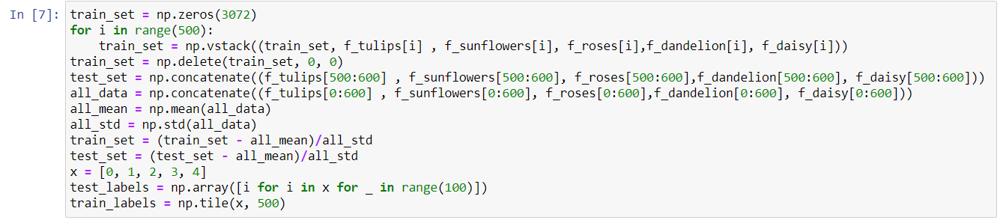 In [7]: train_set = np.zeros(3072)
for i in range(500):
    train_set = np.vstack((train_set, f_tulips[i] , f_sunflowers[i], f_roses[i],f_dandelion[i], f_daisy[i]))
train_set = np.delete(train_set, 0, 0)
test_set = np.concatenate((f_tulips[500:600] , f_sunflowers[500:600], f_roses[500:600],f_dandelion[500:600], f_daisy[500:600]))
all_data = np.concatenate((f_tulips[0:600] , f_sunflowers[0:600], f_roses[0:600],f_dandelion[0:600], f_daisy[0:600]))
all_mean = np.mean(all_data)
all_std = np.std(all_data)
train_set = (train_set - all_mean)/all_std
test_set = (test_set - all_mean)/all_std
x = [0, 1, 2, 3, 4]
test_labels = np.array([i for i in x for _ in range(100)])
train_labels = np.tile(x, 500)